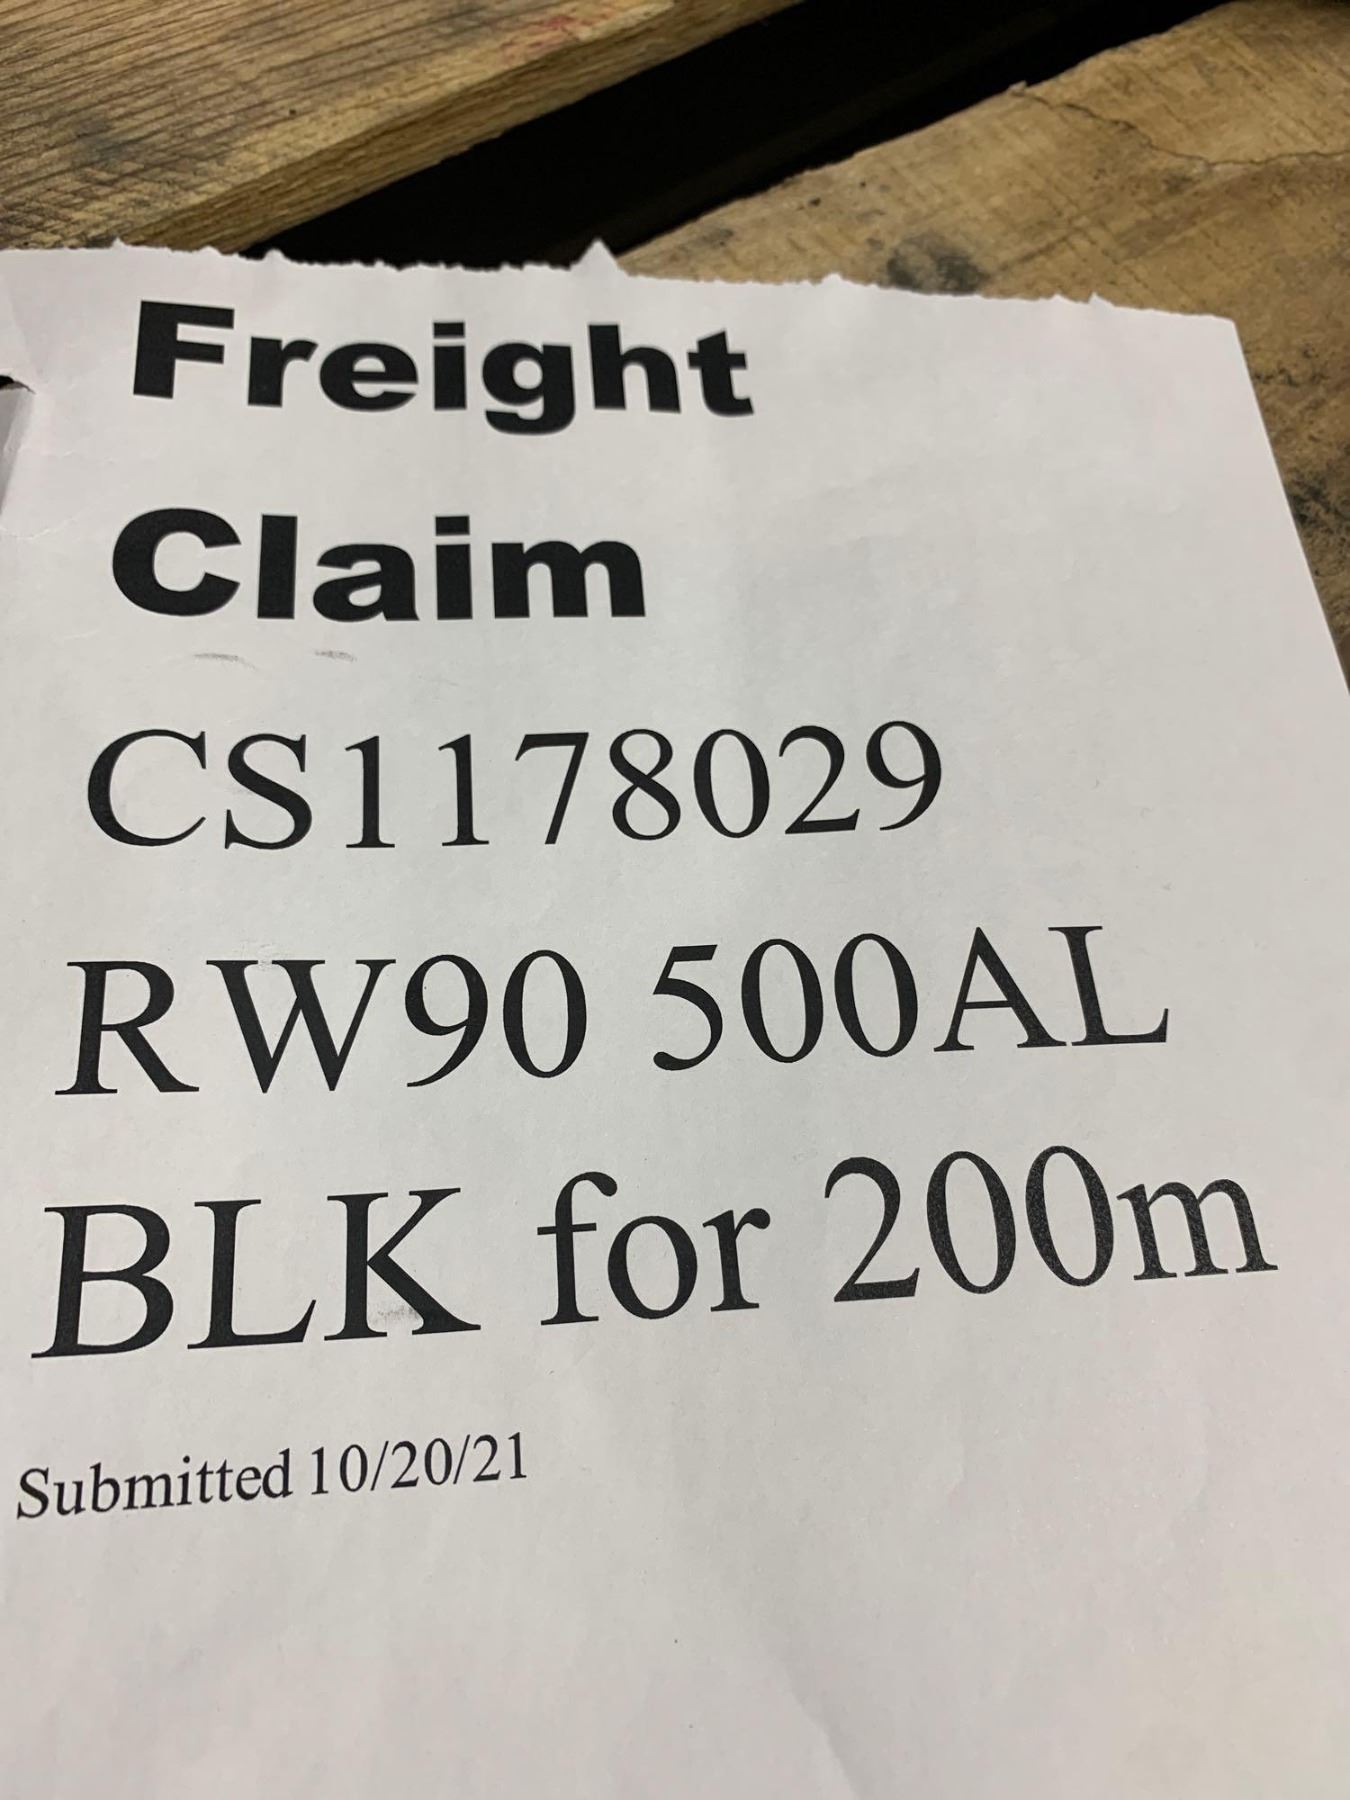 Freight
Claim
CS1178029
RW90 500AL
BLK for 200m
Submitted 10/20/21